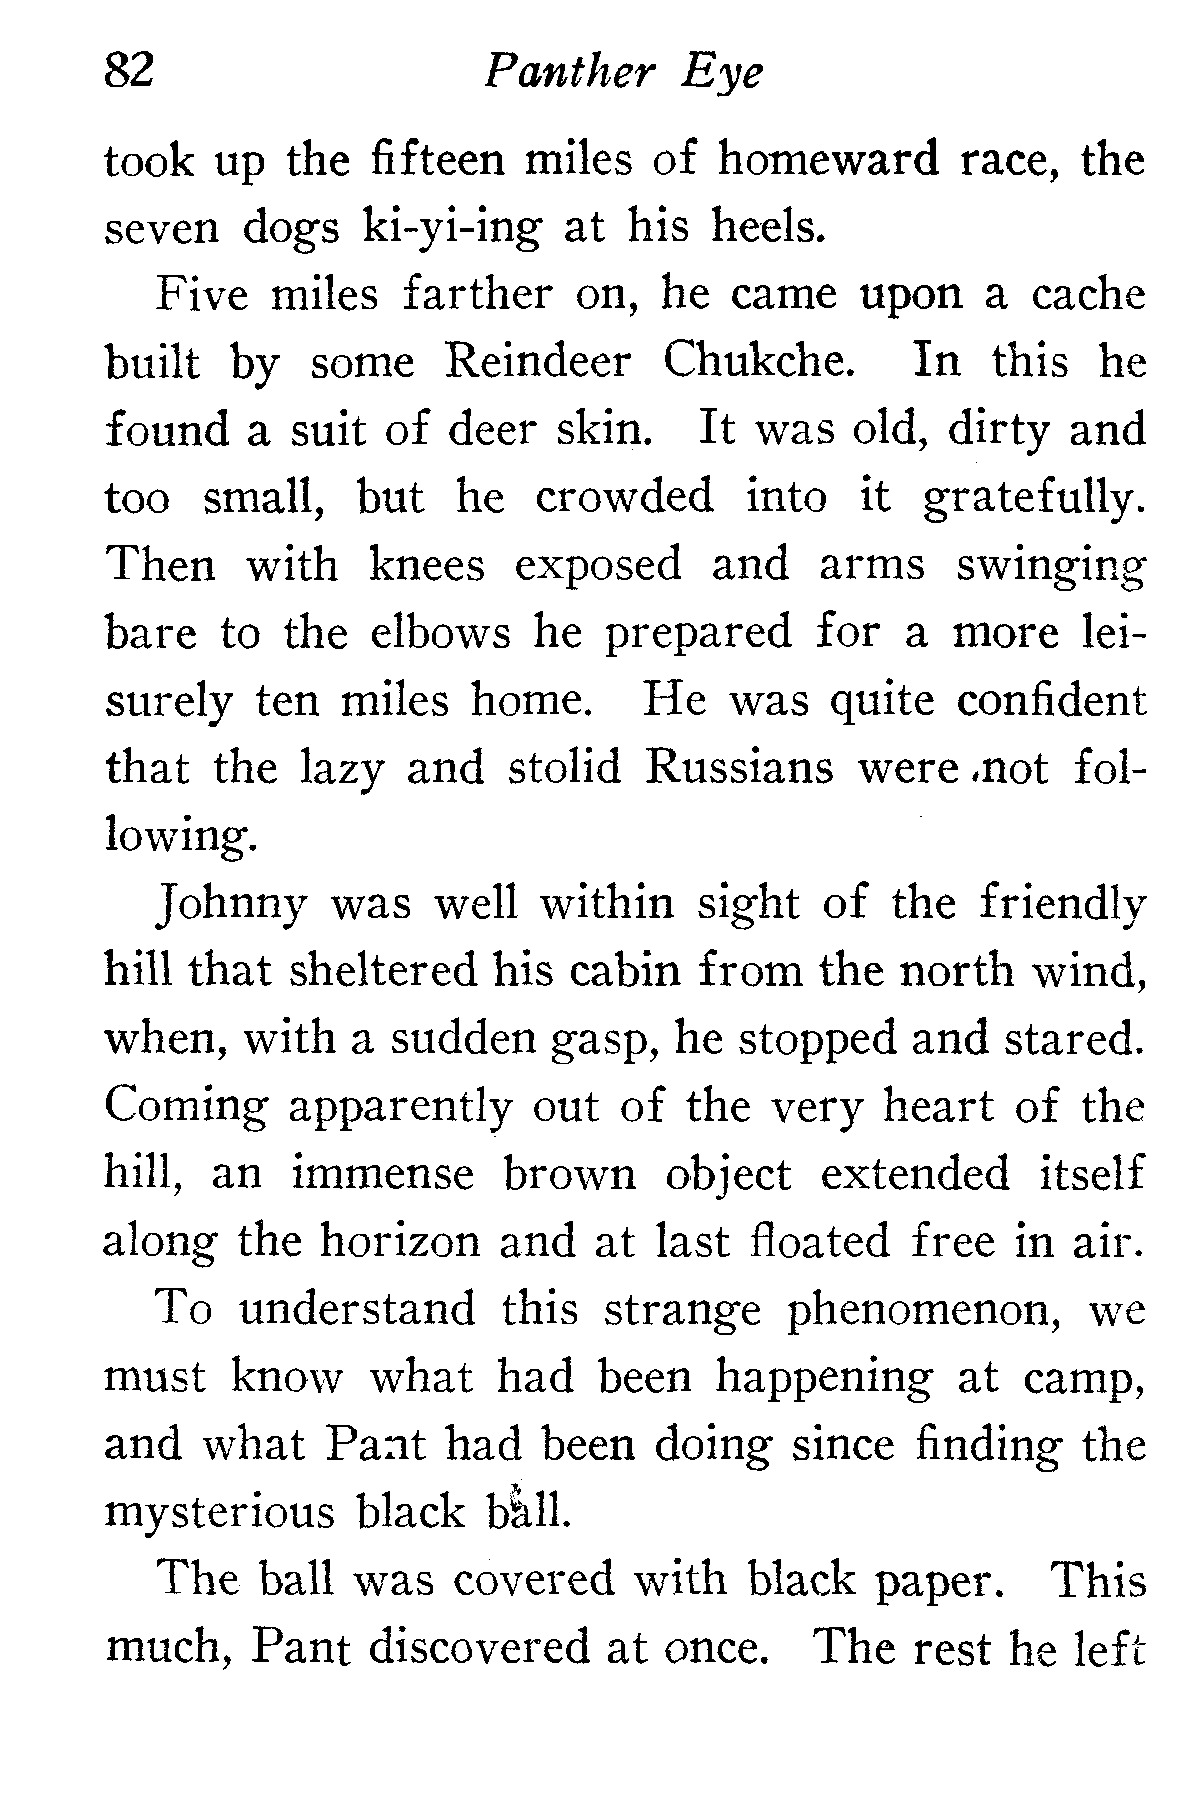 82 Panther Eye
took up the fifteen miles of homeward race, the
seven dogs ki-yi-ing at his heels.
Five miles farther on, he came upon a cache
built by some Reindeer Chukche. In this he
found a suit of deer skin. It was old, dirty and
too small, but he crowded into it gratefully.
Then with knees exposed and arms swinging
bare to the elbows he prepared for a more lei-
surely ten miles home. He was quite confident
that the lazy and stolid Russians were not fol-
lowing.
Johnny was well within sight of the friendly
hill that sheltered his cabin from the north wind,
when, with a sudden gasp, he stopped and stared.
Coming apparently out of the very heart of the
hill, an immense brown object extended itself
along the horizon and at last floated free in air.
To understand this strange phenomenon, we
must know what had been happening at camp,
and what Pant had been doing since finding the
mysterious black ball.
The ball was covered with black paper. This
much, Pant discovered at once. The rest he left